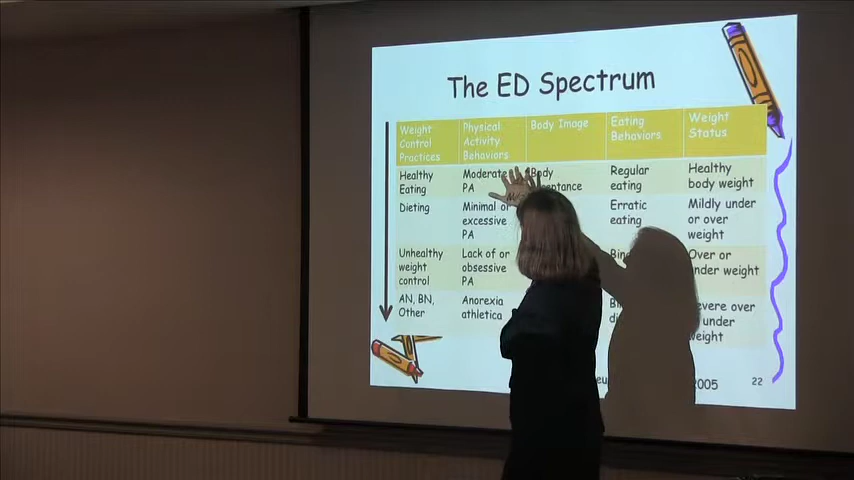 The ED Spectrum
Weight Control Practices
Physical Activity Behaviors
Body Image
Eating Behaviors
Weight Status
Healthy Eating
Moderate PA
Body
Regular eating
Healthy body weight
Dieting
Minimal or excessive PA
Erratic eating
Mildly under or over weight
Unhealthy weight control
Lack of or obsessive PA
Over or under weight
AN, BN, Other
Anorexia athletica
over
under weight
2005
22